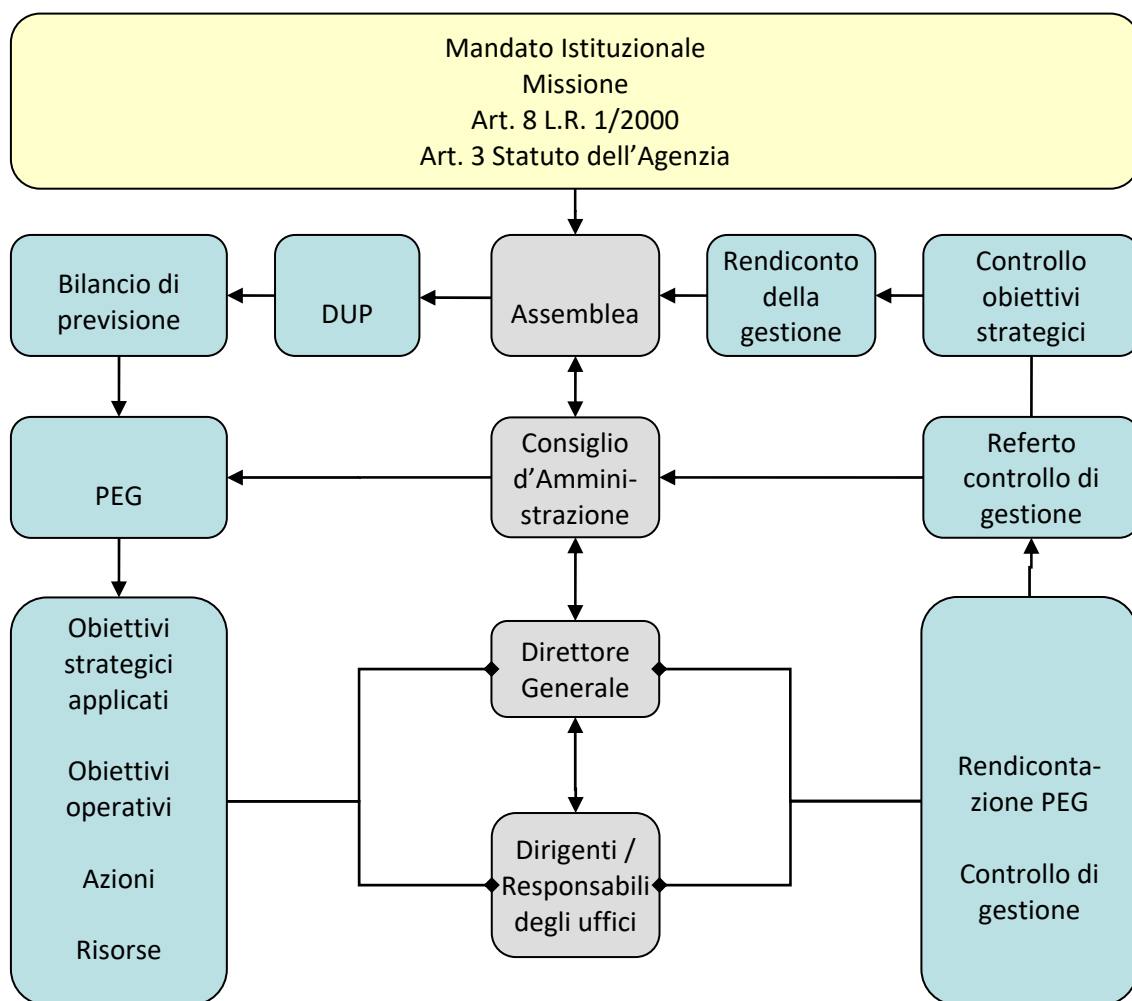 Mandato Istituzionale
Missione
Art. 8 L.R. 1/2000
Art. 3 Statuto dell’Agenzia
Bilancio di
previsione
DUP
Assemblea
Rendiconto
della
gestione
Controllo
obiettivi
strategici
PEG
Consiglio
d’Ammini-
strazione
Referto
controllo di
gestione
Obiettivi
strategici
applicati
Obiettivi
operativi
Azioni
Risorse
Direttore
Generale
Dirigenti /
Responsabili
degli uffici
Rendiconta-
zione PEG
Controllo di
gestione